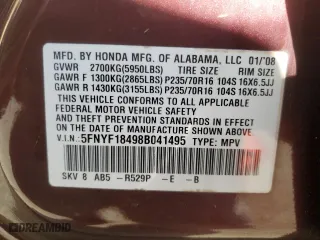 MFD. BY HONDA MFG. OF ALABAMA, LLC 01/08
GVWR 2700KG(5950LBS) TIRE SIZE RIM SIZE
GAWR F 1300KG(2865LBS) P235/70R16 104S 16X6.5JJ
GAWR R 1430KG(3155LBS) P235/70R16 104S 16X6.5JJ
THIS VEHICLE CONFORMS TO ALL APPLICABLE
FEDERAL MOTOR VEHICLE SAFETY
AND THEFT PREVENTION STANDARDS IN EFFECT
ON THE DATE OF MANUFACTURE SHOWN ABOVE.
V.I.N.: 5FNYF18498B041495 TYPE: MPV
SKV 8 AB5 -R529P -E -B